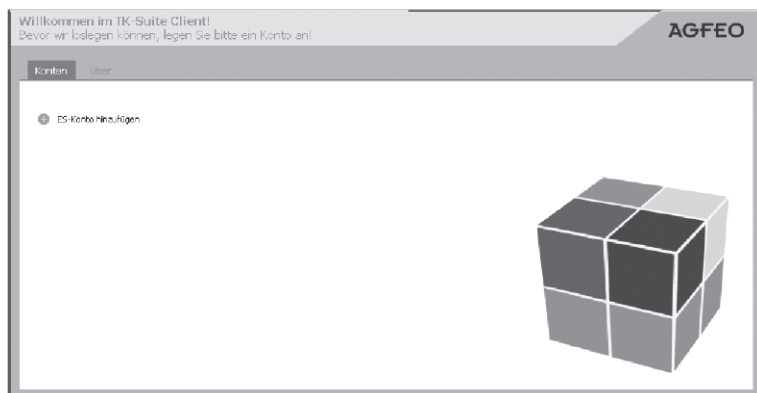 Willkommen im TK-Suite Client!
Bevor wir loslegen können, legen Sie bitte ein Konto an!
AGFEO
Konten Über
ES-Konto hinzufügen